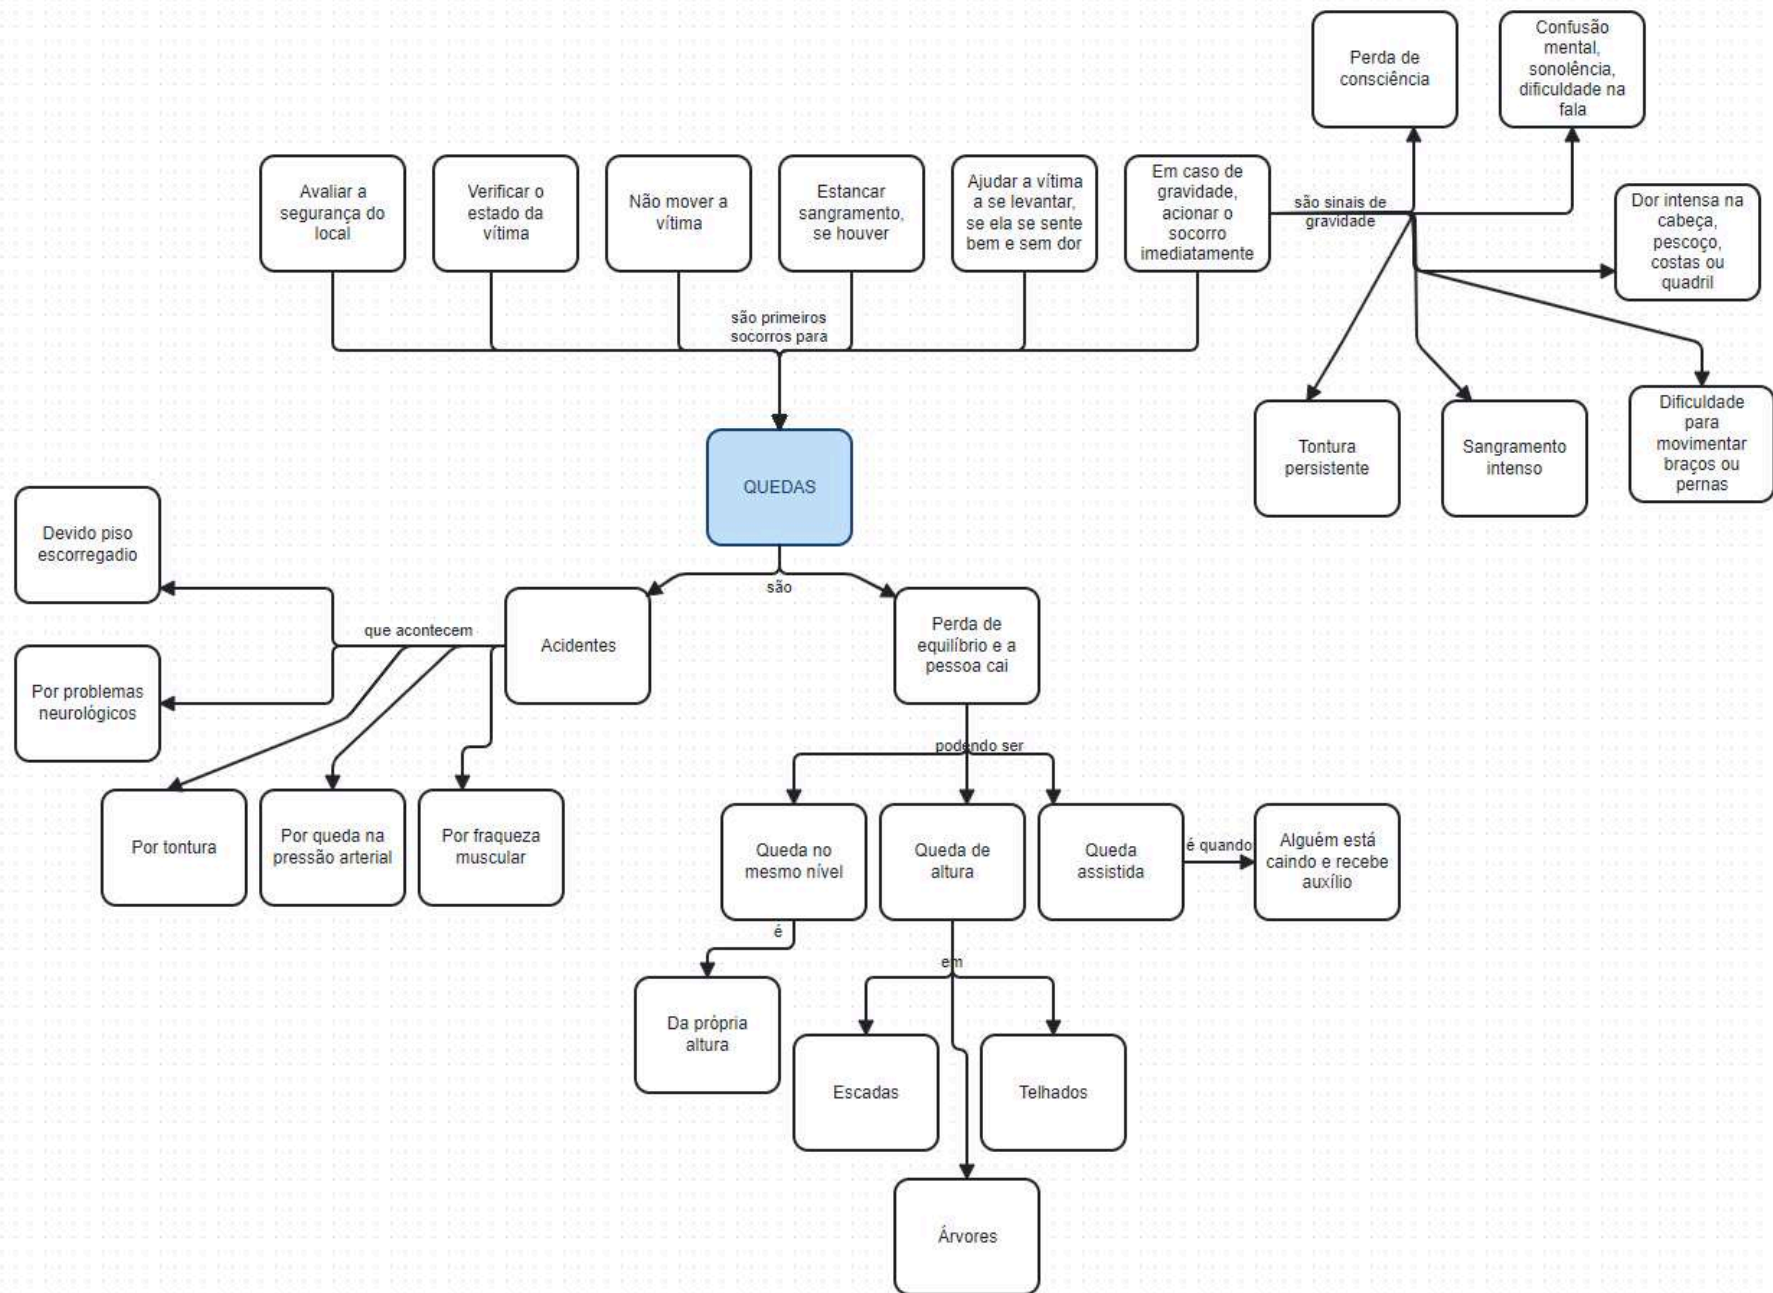 Perda de
consciência
Confusão
mental,
sonolência,
dificuldade na
fala
Avaliar a
segurança do
local
Verificar o
estado da
vítima
Não mover a
vítima
Estancar
sangramento,
se houver
Ajudar a vítima
a se levantar,
se ela se sente
bem e sem dor
Em caso de
gravidade,
acionar o
socorro
imediatamente
são sinais de
gravidade
Dor intensa na
cabeça,
pescoço,
costas ou
quadril
são primeiros
socorros para
Tontura
persistente
Sangramento
intenso
Dificuldade
para
movimentar
braços ou
pernas
QUEDAS
Devido piso
escorregadio
são
que acontecem
Acidentes
Perda de
equilíbrio e a
pessoa cai
Por problemas
neurológicos
podendo ser
Por tontura
Por queda na
pressão arterial
Por fraqueza
muscular
Queda no
mesmo nível
Queda de
altura
Queda
assistida
é quando
Alguém está
caindo e recebe
auxílio
é
em
Da própria
altura
Escadas
Telhados
Árvores